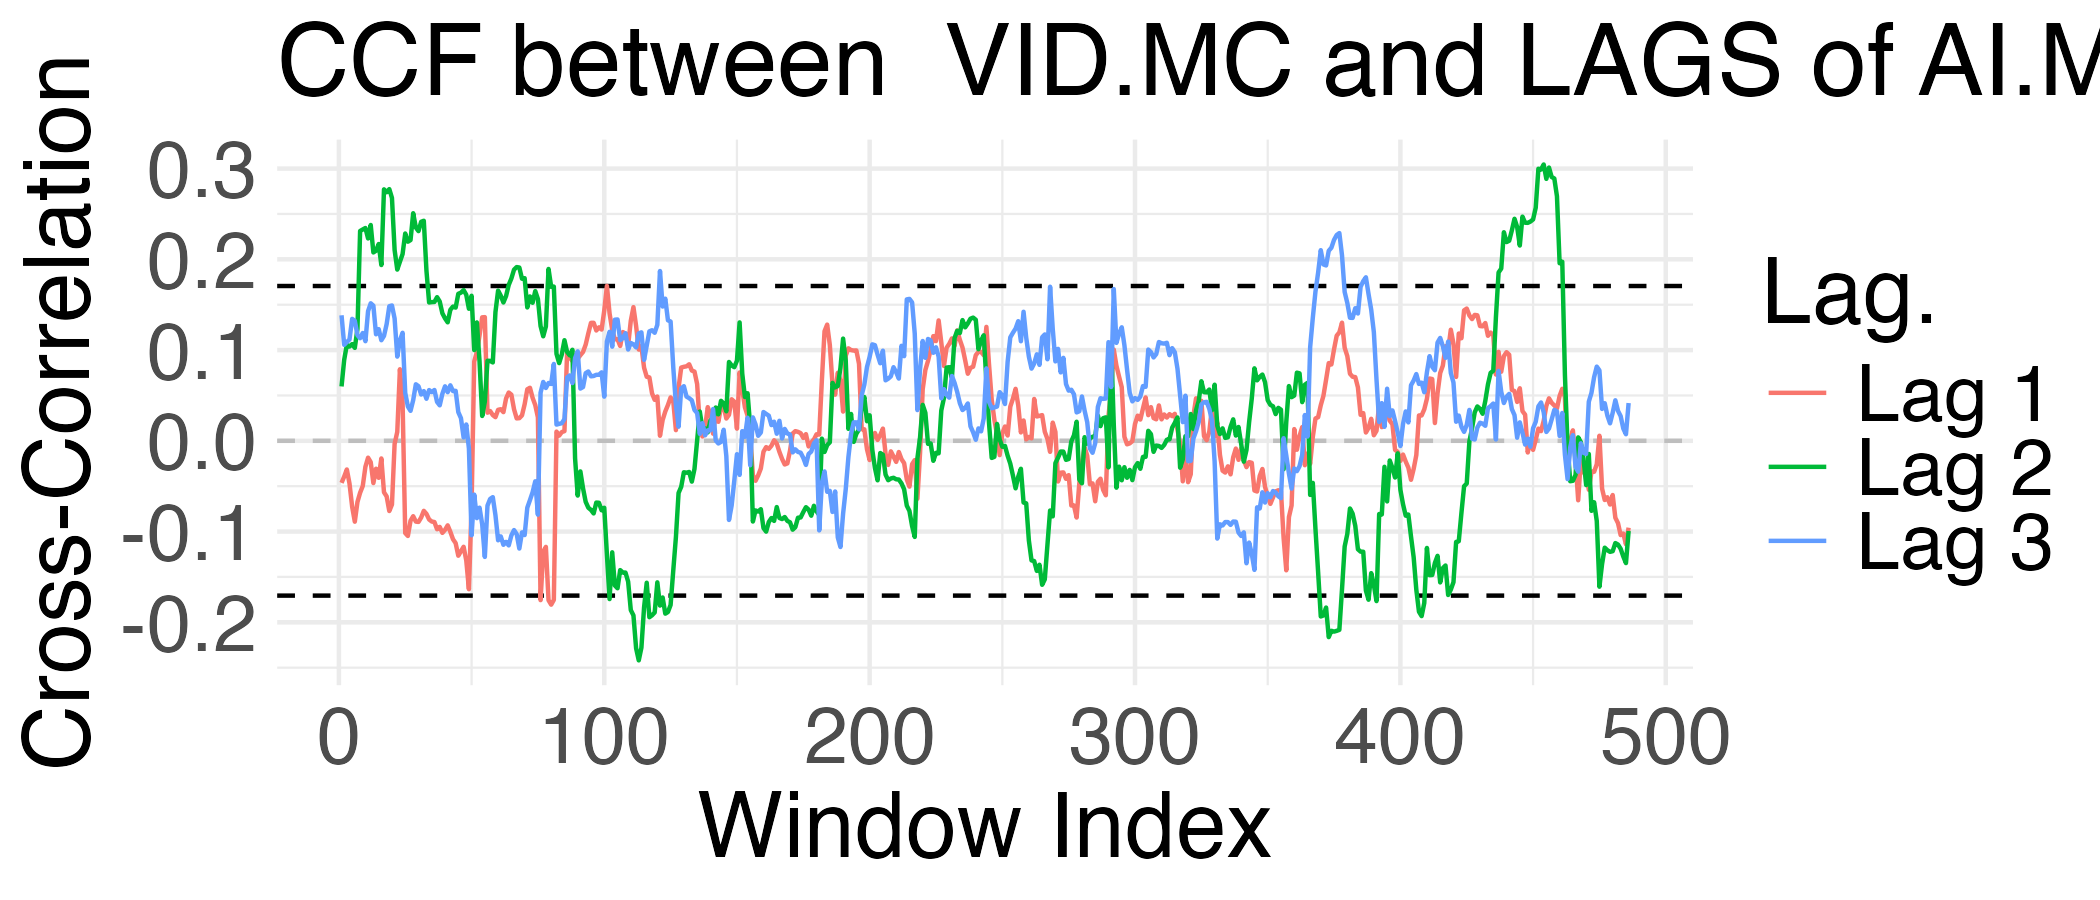 CCF between  VID.MC and LAGS of AI.M
Cross-Correlation
0.3
0.2
0.1
0.0
-0.1
-0.2
0 100 200 300 400 500
Window Index
Lag.
Lag 1
Lag 2
Lag 3